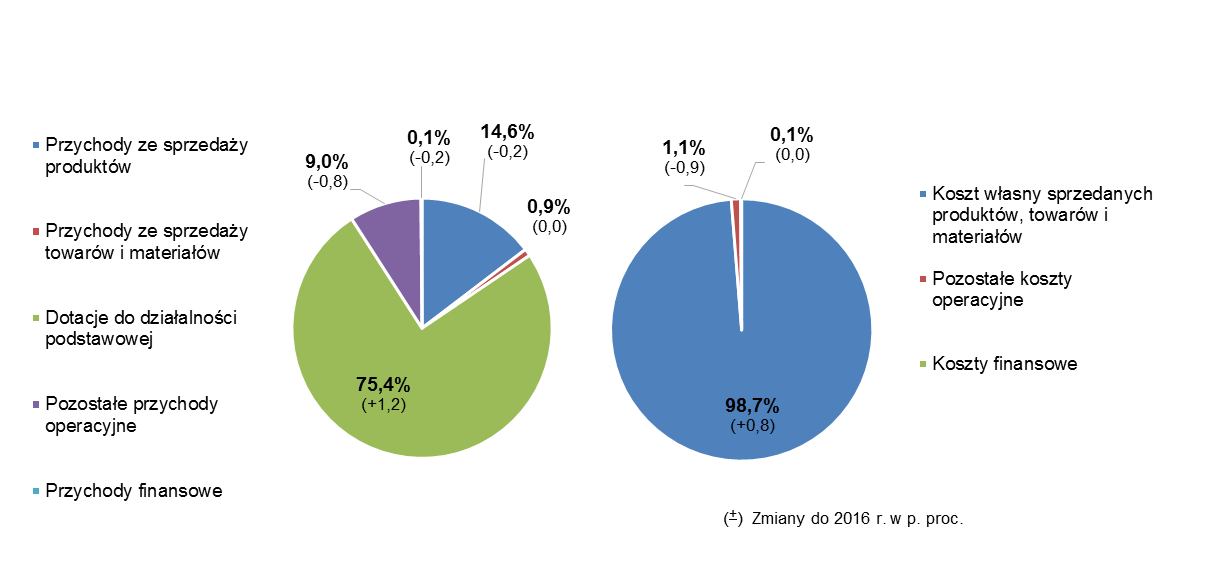 Przychody ze sprzedaży
produktów
Przychody ze sprzedaży
towarów i materiałów
Dotacje do działalności
podstawowej
Pozostałe przychody
operacyjne
Przychody finansowe
9,0%
(-0,8)
0,1%
(-0,2)
14,6%
(-0,2)
0,9%
(0,0)
75,4%
(+1,2)
1,1%
(-0,9)
0,1%
(0,0)
98,7%
(+0,8)
Koszt własny sprzedanych
produktów, towarów i
materiałów
Pozostałe koszty
operacyjne
Koszty finansowe
(±) Zmiany do 2016 r. w p. proc.